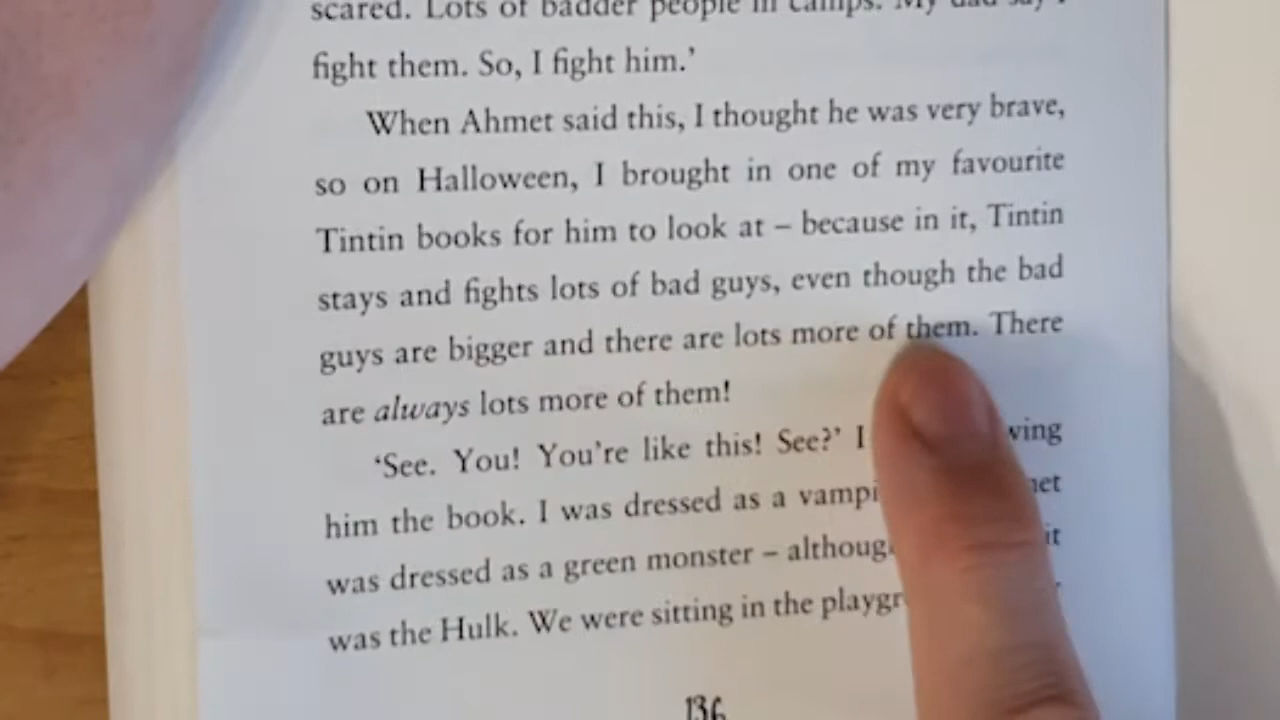 scared. Lots of badder people in camps. My dad say I
fight them. So, I fight him.’
When Ahmet said this, I thought he was very brave,
so on Halloween, I brought in one of my favourite
Tintin books for him to look at – because in it, Tintin
stays and fights lots of bad guys, even though the bad
guys are bigger and there are lots more of them. There
are always lots more of them!
‘See. You! You’re like this! See?’ I
him the book. I was dressed as a
was dressed as a green monster – it
was the Hulk. We were sitting in the
136